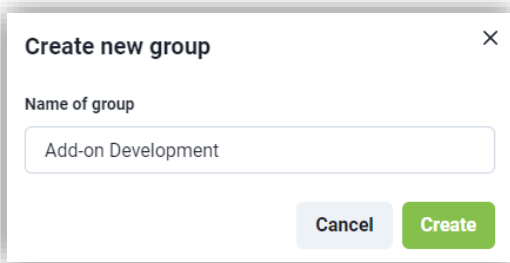 Create new group
Name of group
Add-on Development
Cancel Create